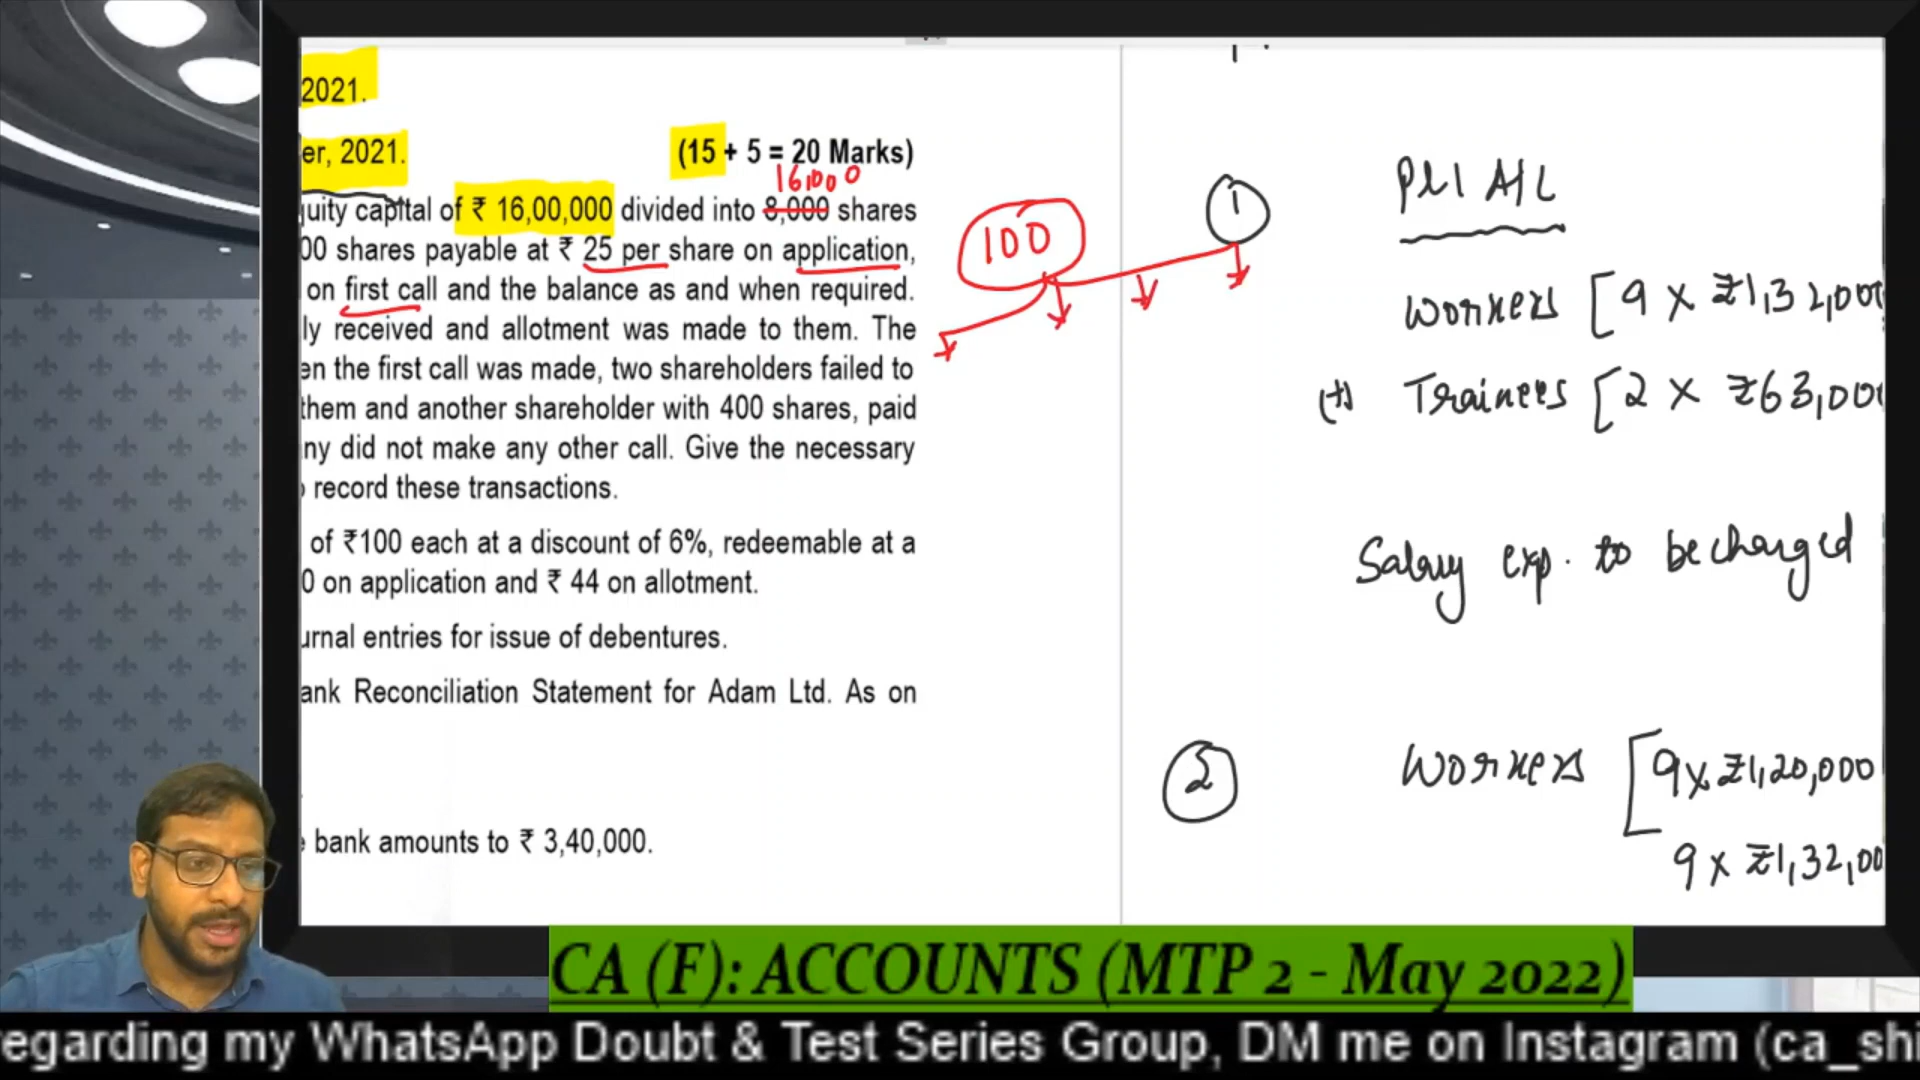 2021.
er, 2021. (15 + 5 = 20 Marks)
16,000
quity capital of ₹ 16,00,000 divided into 8,000 shares
00 shares payable at ₹ 25 per share on application,
on first call and the balance as and when required.
ly received and allotment was made to them. The
en the first call was made, two shareholders failed to
them and another shareholder with 400 shares, paid
ny did not make any other call. Give the necessary
record these transactions.
of ₹100 each at a discount of 6%, redeemable at a
0 on application and ₹ 44 on allotment.
urnal entries for issue of debentures.
ank Reconciliation Statement for Adam Ltd. As on
bank amounts to ₹ 3,40,000.
100
1
P&L A/c
Workers [9 x ₹1,32,000
(+) Trainees [2 x ₹63,000
Salary exp. to be charged
2
Workers [9x ₹1,20,000
9 x ₹1,32,00
CA (F): ACCOUNTS (MTP 2 - May 2022)
regarding my WhatsApp Doubt & Test Series Group, DM me on Instagram (ca_shi